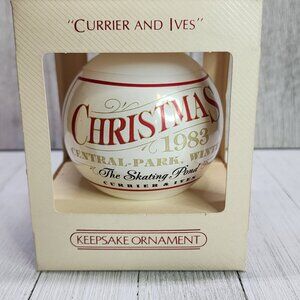 "CURRIER AND IVES"
CHRISTMAS
1983
CENTRAL-PARK, WINT
The Skating Pond
CURRIER & IVES
KEEPSAKE ORNAMENT